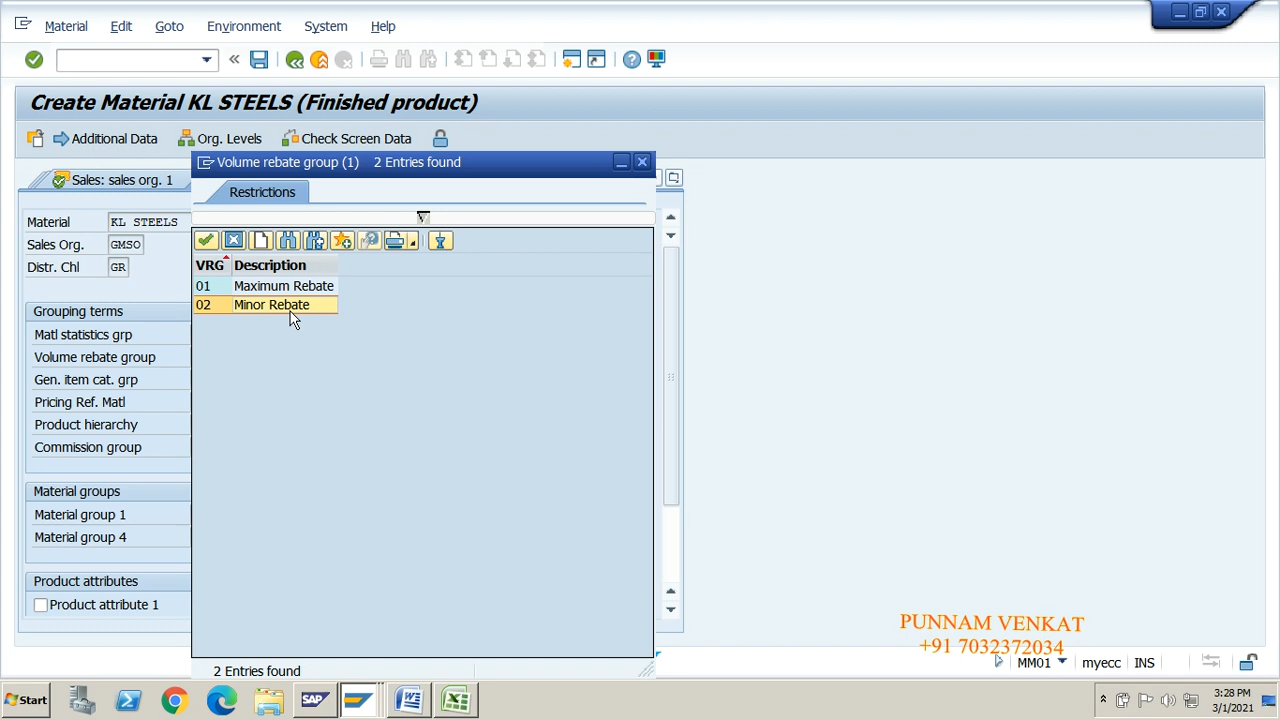 Material Edit Goto Environment System Help
Create Material KL STEELS (Finished product)
Additional Data Org. Levels Check Screen Data
Sales: sales org. 1
Volume rebate group (1) 2 Entries found
Restrictions
Material KL STEELS
Sales Org. GMSO
Distr. Chl GR
VRG Description
01 Maximum Rebate
02 Minor Rebate
Grouping terms
Matl statistics grp
Volume rebate group
Gen. item cat. grp
Pricing Ref. Matl
Product hierarchy
Commission group
Material groups
Material group 1
Material group 4
Product attributes
Product attribute 1
2 Entries found
PUNNAM VENKAT
+91 7032372034
MM01 myecc INS
Start
SAP
3:28 PM
3/1/2021